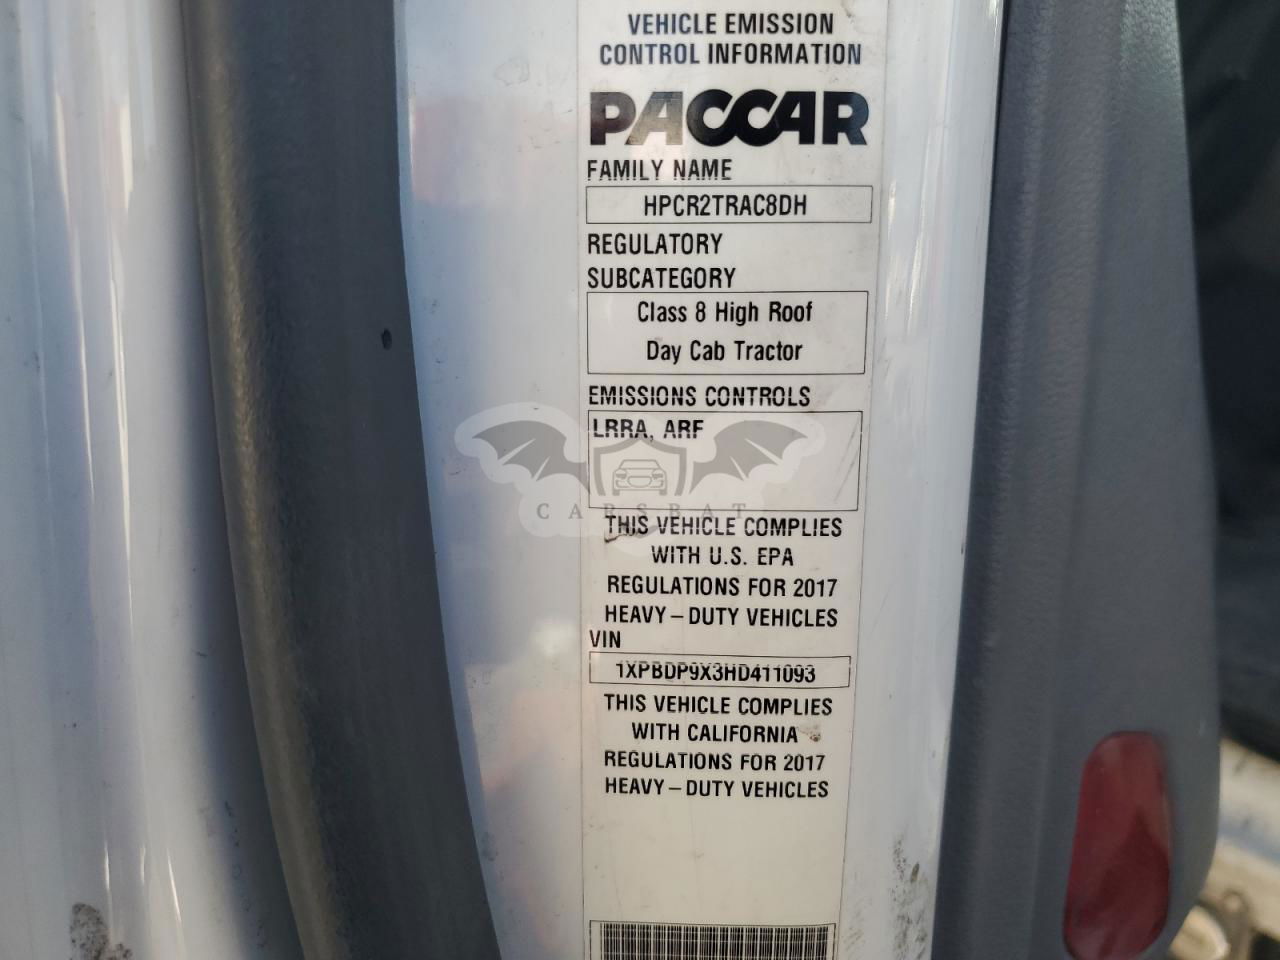 VEHICLE EMISSION
CONTROL INFORMATION
PACCAR
FAMILY NAME
HPCR2TRAC8DH
REGULATORY
SUBCATEGORY
Class 8 High Roof
Day Cab Tractor
EMISSIONS CONTROLS
LRRA, ARF
CARSBAT
THIS VEHICLE COMPLIES
WITH U.S. EPA
REGULATIONS FOR 2017
HEAVY-DUTY VEHICLES
VIN
1XPBDP9X3HD411093
THIS VEHICLE COMPLIES
WITH CALIFORNIA
REGULATIONS FOR 2017
HEAVY-DUTY VEHICLES